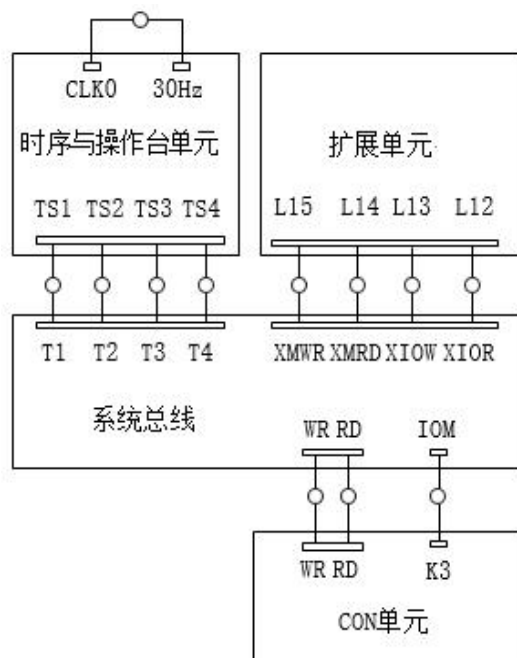 CLK0 30Hz
时序与操作台单元
扩展单元
TS1 TS2 TS3 TS4
L15 L14 L13 L12
T1 T2 T3 T4
XMWR XMRD XIOW XIOR
系统总线
WR RD IOM
WR RD K3
CON单元